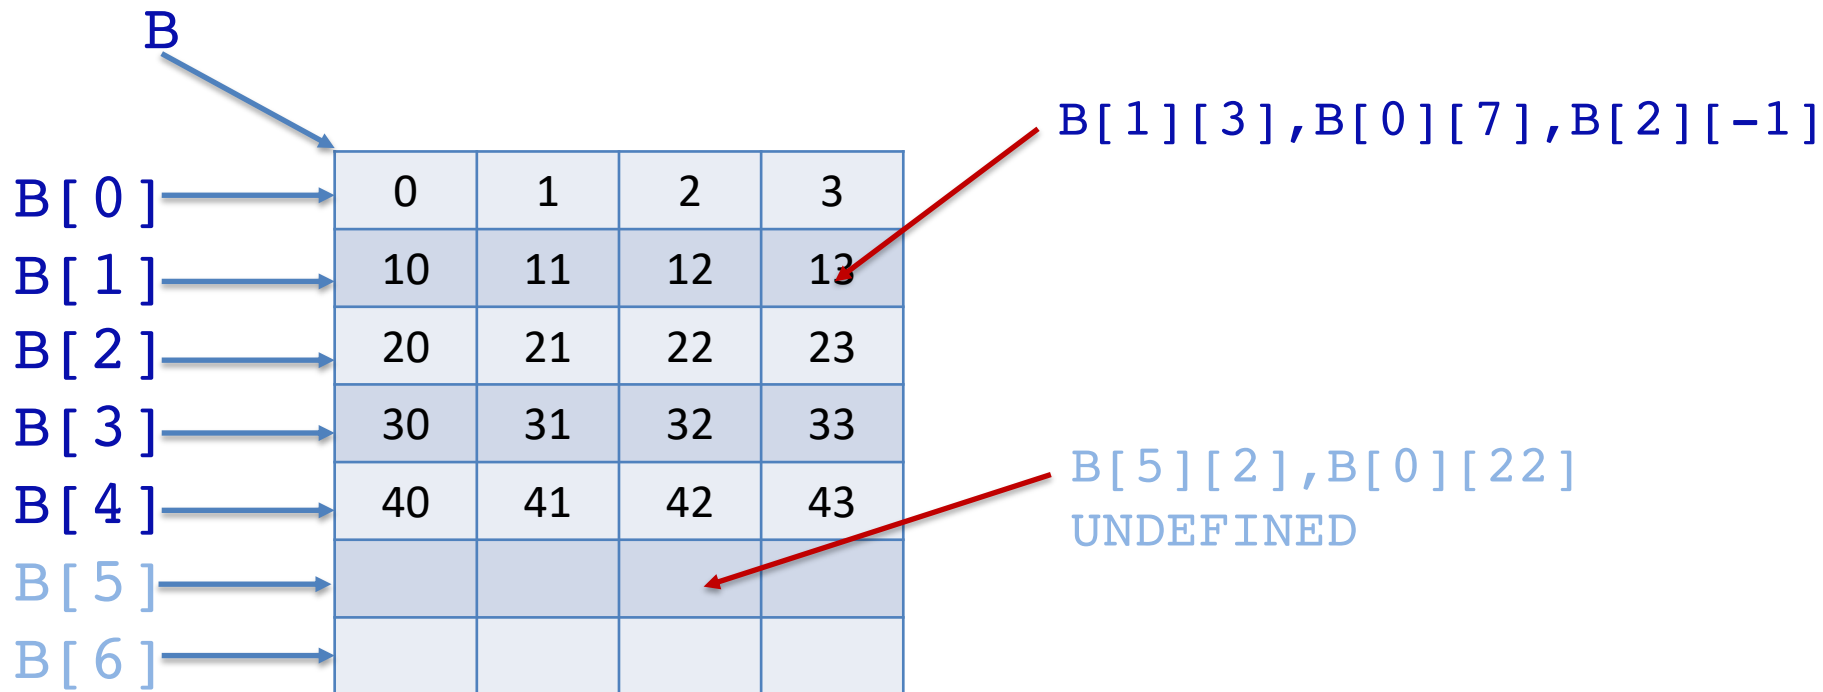 B
B[1][3],B[0][7],B[2][-1]
B[0] 0 1 2 3
B[1] 10 11 12 13
B[2] 20 21 22 23
B[3] 30 31 32 33
B[4] 40 41 42 43
B[5][2],B[0][22]
UNDEFINED
B[5]
B[6]